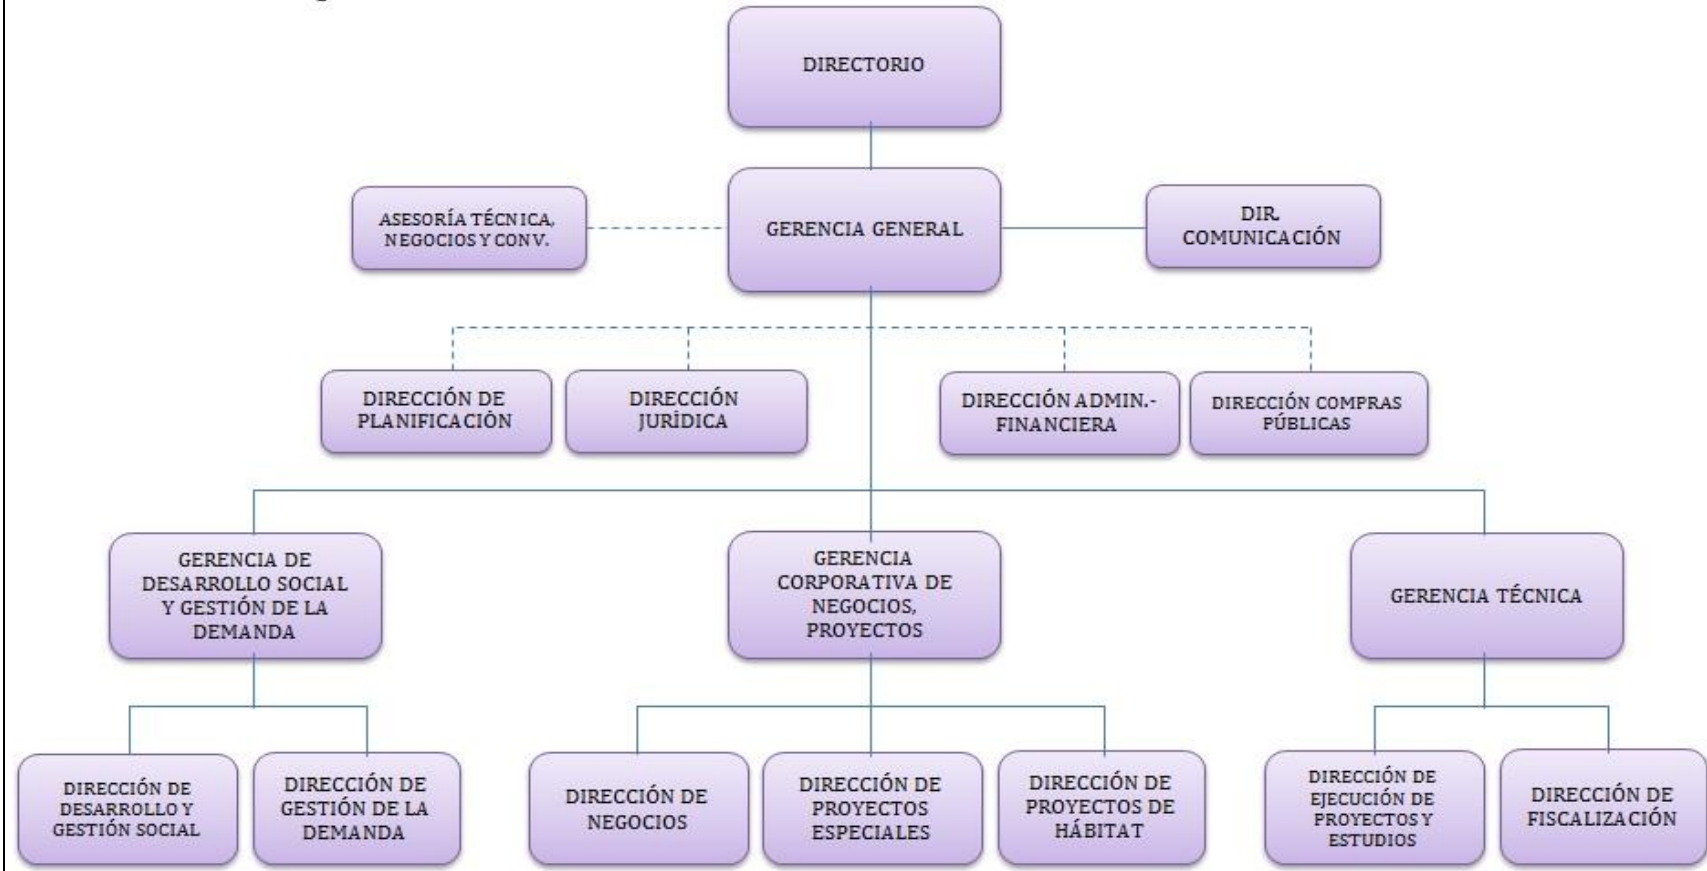 DIRECTORIO
ASESORÍA TÉCNICA,
NEGOCIOS Y CONV.
GERENCIA GENERAL
DIR.
COMUNICACIÓN
DIRECCIÓN DE
PLANIFICACIÒN
DIRECCIÓN
JURÌDICA
DIRECCIÓN ADMIN.-
FINANCIERA
DIRECCIÓN COMPRAS
PÚBLICAS
GERENCIA DE
DESARROLLO SOCIAL
Y GESTIÓN DE LA
DEMANDA
GERENCIA
CORPORATIVA DE
NEGOCIOS,
PROYECTOS
GERENCIA TÉCNICA
DIRECCIÓN DE
DESARROLLO Y
GESTIÓN SOCIAL
DIRECCIÓN DE
GESTIÓN DE LA
DEMANDA
DIRECCIÓN DE
NEGOCIOS
DIRECCIÓN DE
PROYECTOS
ESPECIALES
DIRECCIÓN DE
PROYECTOS DE
HÁBITAT
DIRECCIÓN DE
EJECUCIÓN DE
PROYECTOS Y
ESTUDIOS
DIRECCIÓN DE
FISCALIZACIÓN